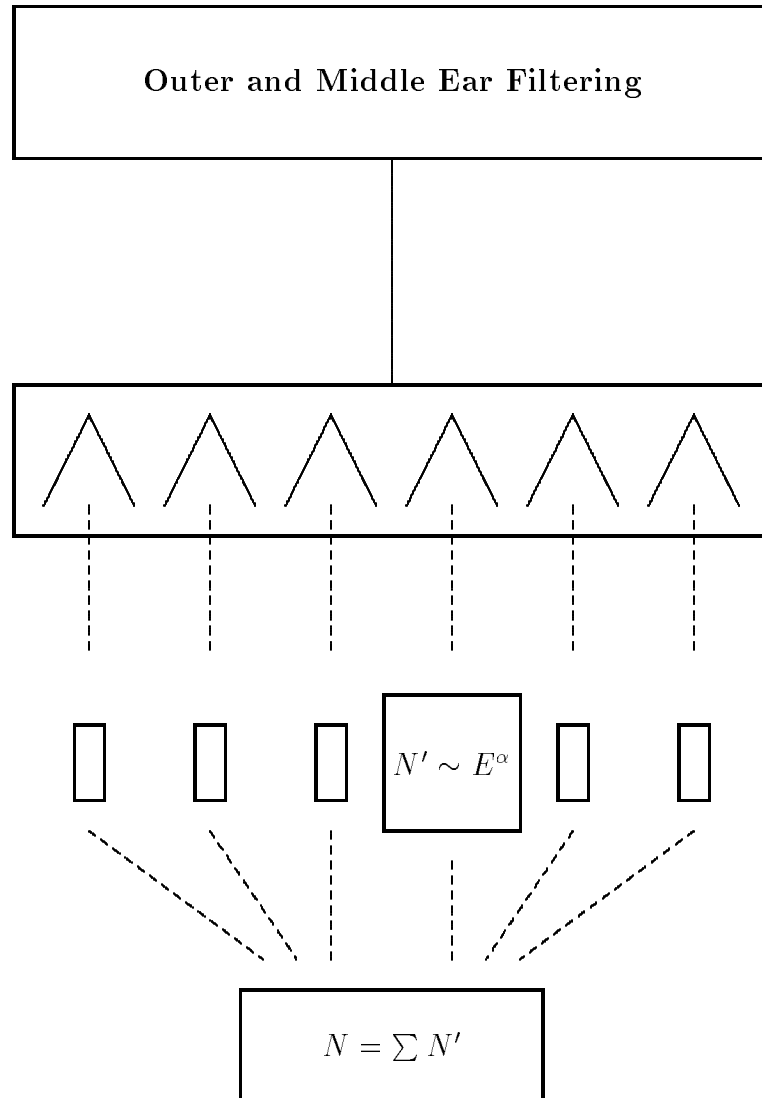 Outer and Middle Ear Filtering
N′ ∼ E^α
N = ∑ N′